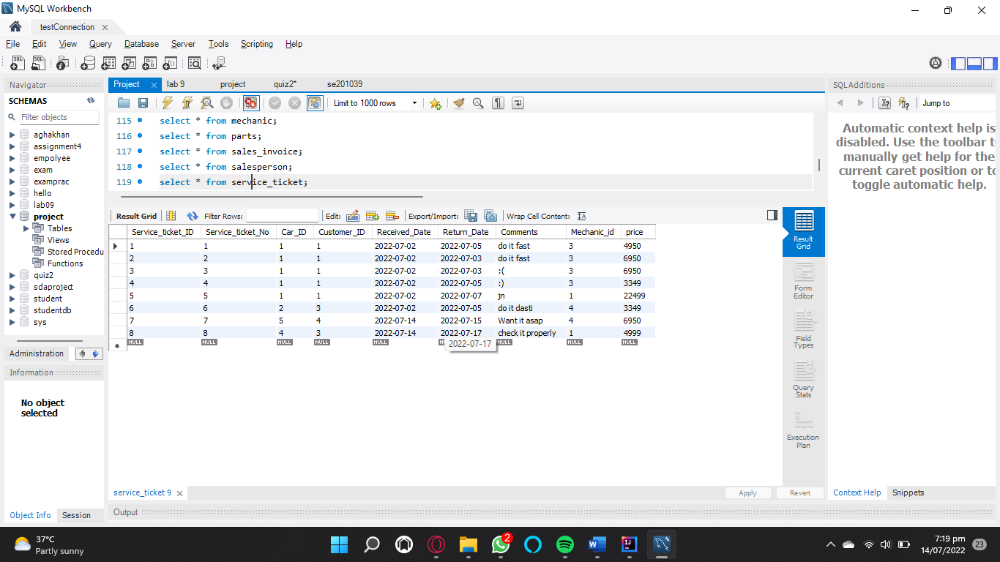 MySQL Workbench
testConnection
File Edit View Query Database Server Tools Scripting Help
Navigator
SCHEMAS
Filter objects
aghakhan
assignment4
empolyee
exam
examprac
hello
lab09
project
Tables
Views
Stored Procedu
Functions
quiz2
sdaproject
student
studentdb
sys
Administration
Information
No object
selected
Object Info Session
Project lab 9 project quiz2* se201039
Limit to 1000 rows
115 select * from mechanic;
116 select * from parts;
117 select * from sales_invoice;
118 select * from salesperson;
119 select * from service_ticket;
Result Grid Filter Rows: Edit: Export/Import: Wrap Cell Content:
Service_ticket_ID Service_ticket_No Car_ID Customer_ID Received_Date Return_Date Comments Mechanic_id price
1 1 1 1 2022-07-02 2022-07-05 do it fast 3 4950
2 2 1 1 2022-07-02 2022-07-03 do it fast 3 6950
3 3 1 1 2022-07-02 2022-07-03 :( 3 6950
4 4 1 1 2022-07-02 2022-07-05 :) 3 3349
5 5 1 1 2022-07-02 2022-07-07 jn 1 22499
6 6 2 3 2022-07-02 2022-07-05 do it dasti 4 3349
7 7 5 4 2022-07-14 2022-07-15 Want it asap 4 6950
8 8 4 3 2022-07-14 2022-07-17 check it properly 1 4999
NULL NULL NULL NULL NULL NULL NULL NULL
2022-07-17
Result
Grid
Form
Editor
Field
Types
Query
Stats
Execution
Plan
service_ticket 9
Apply Revert
Output
SQLAdditions
Jump to
Automatic context help is
disabled. Use the toolbar t
manually get help for the
current caret position or to
toggle automatic help.
Context Help Snippets
37°C
Partly sunny
2
7:19 pm
14/07/2022
23